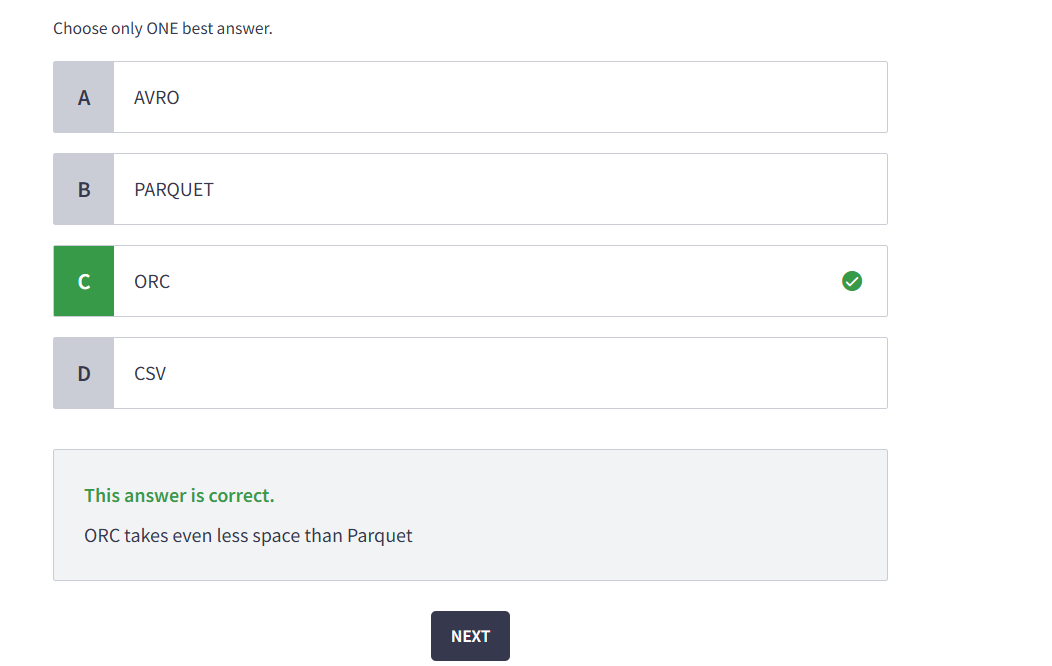 Choose only ONE best answer.
A AVRO
B PARQUET
C ORC
D CSV
This answer is correct.
ORC takes even less space than Parquet
NEXT